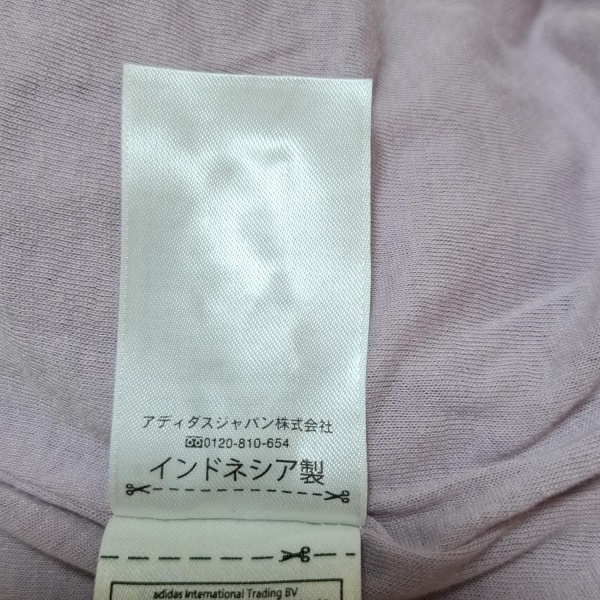 アディダスジャパン株式会社
0120-810-654
インドネシア製
adidas International Trading BV